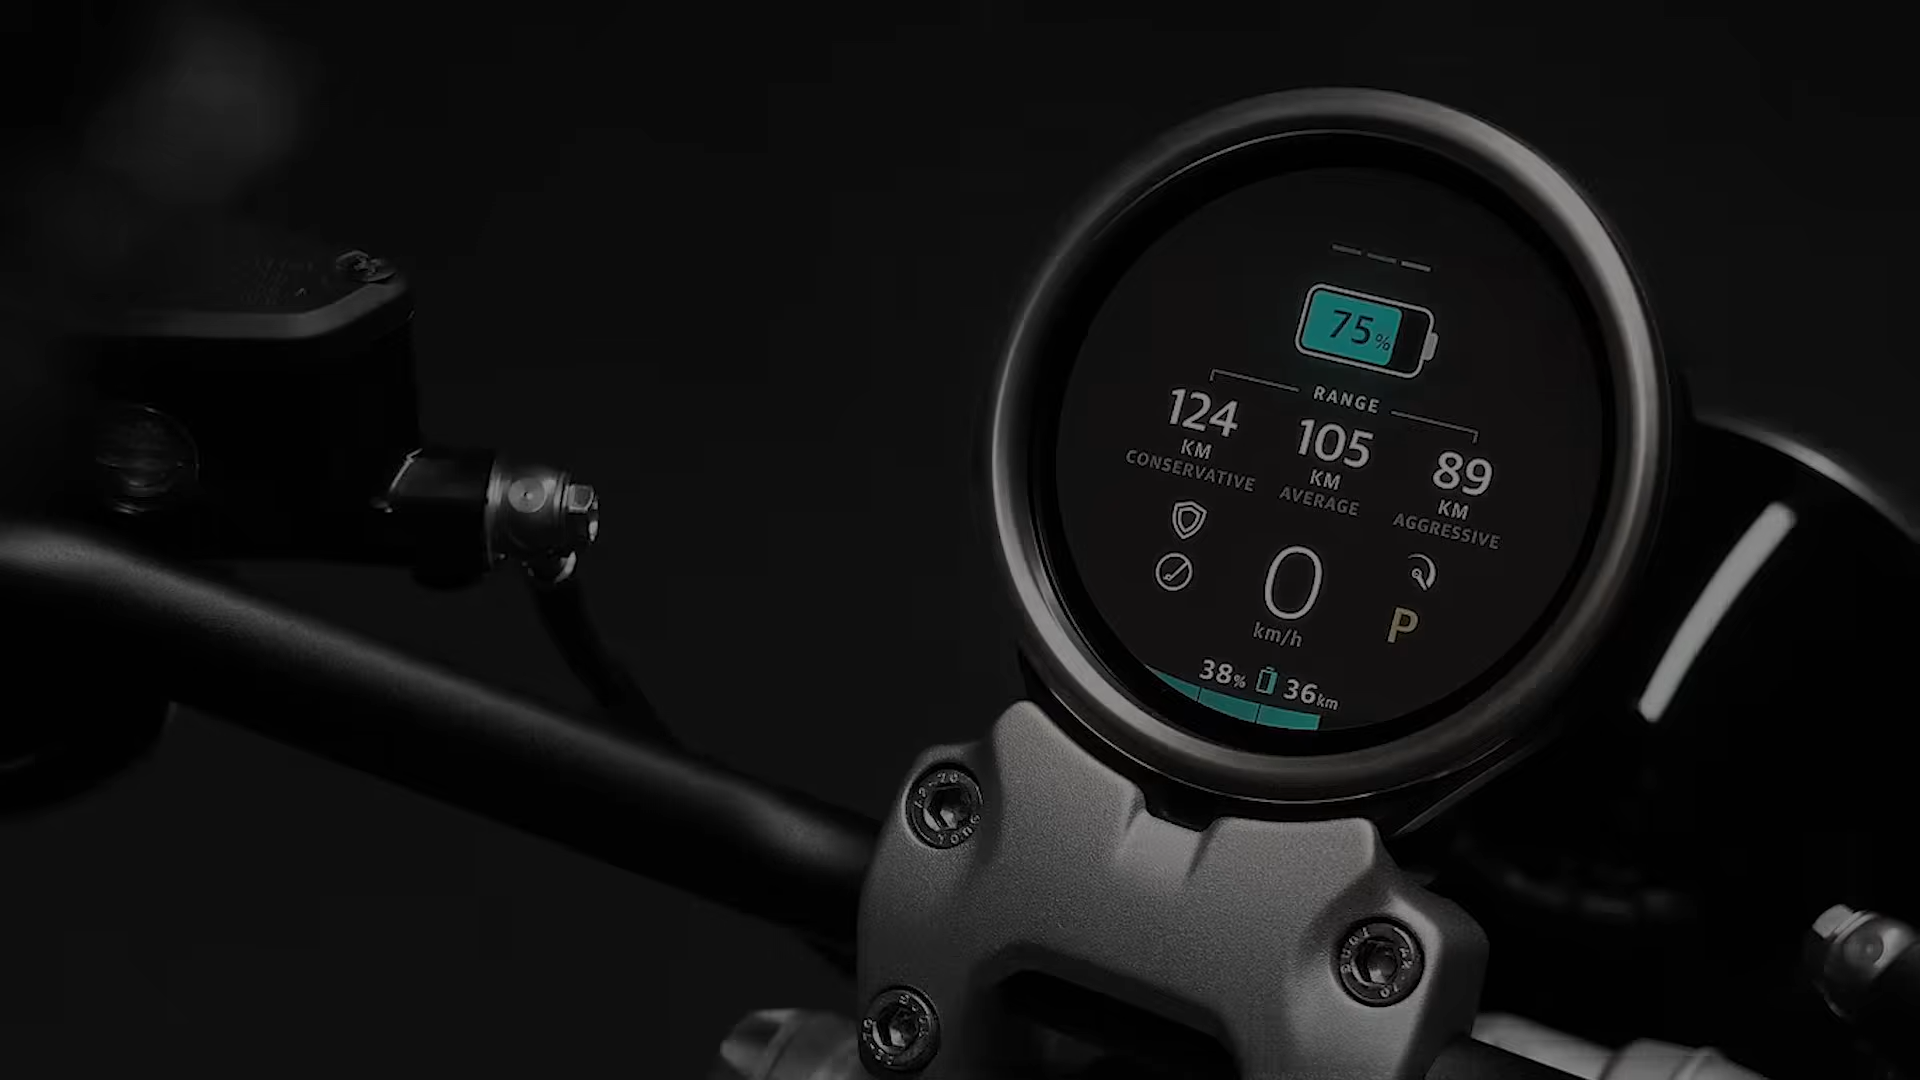 75%
RANGE
124 105 89
KM KM KM
CONSERVATIVE AVERAGE AGGRESSIVE
0
km/h
P
38% 36km